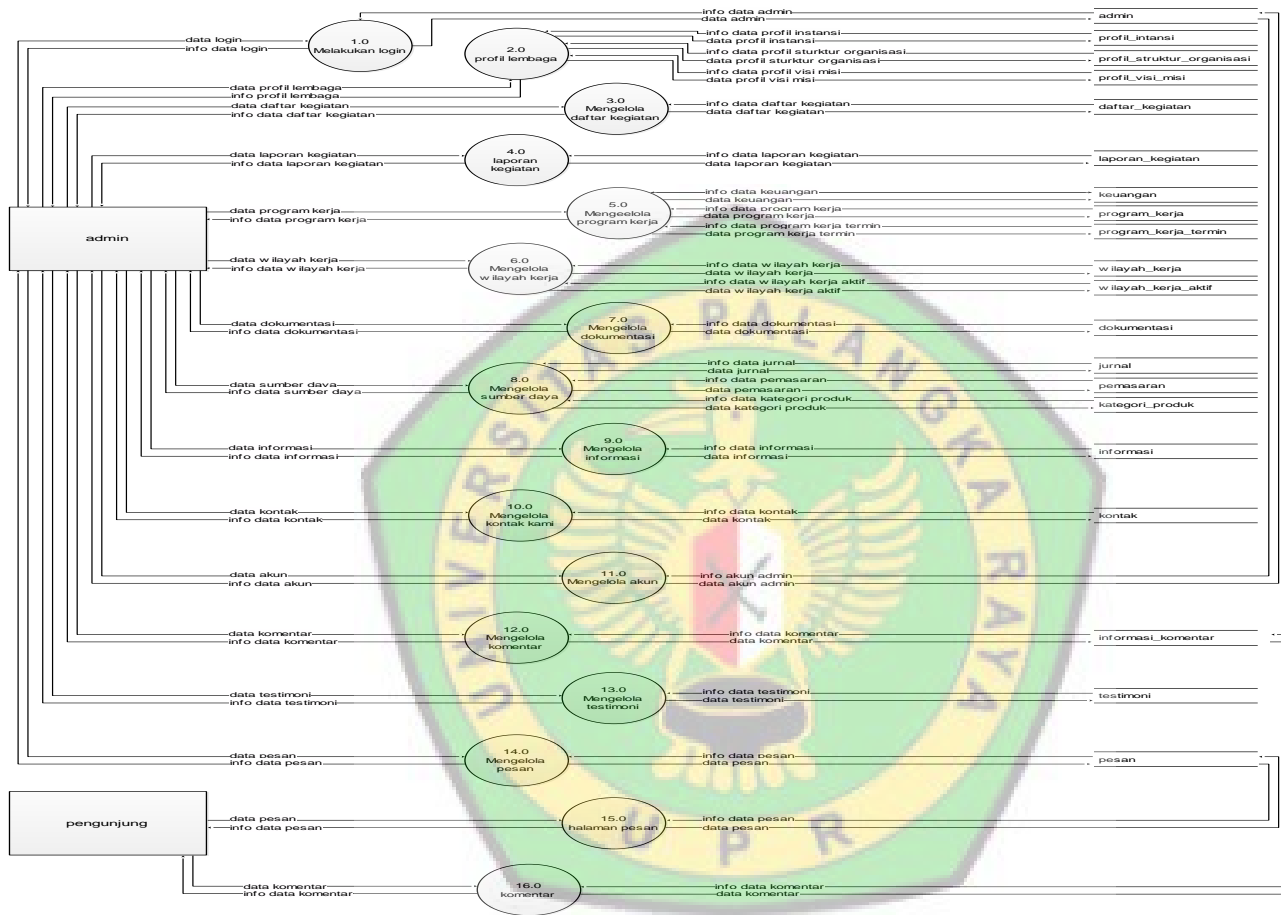 info data admin
data admin
admin
data login
info data login
1.0
Melakukan login
2.0
profil lembaga
info data profil instansi
data profil instansi
profil_intansi
info data profil sturktur organisasi
data profil sturktur organisasi
profil_struktur_organisasi
info data profil visi misi
data profil visi misi
profil_visi_misi
data profil lembaga
info profil lembaga
data daftar kegiatan
info data daftar kegiatan
3.0
Mengelola
daftar kegiatan
info data daftar kegiatan
data daftar kegiatan
daftar_kegiatan
data laporan kegiatan
info data laporan kegiatan
4.0
laporan
kegiatan
info data laporan kegiatan
data laporan kegiatan
laporan_kegiatan
admin
data program kerja
info data program kerja
5.0
Mengeelola
program kerja
info data keuangan
data keuangan
keuangan
info data program kerja
data program kerja
program_kerja
info data program kerja termin
data program kerja termin
program_kerja_termin
data wilayah kerja
info data wilayah kerja
6.0
Mengelola
wilayah kerja
info data wilayah kerja
data wilayah kerja
wilayah_kerja
info data wilayah kerja aktif
data wilayah kerja aktif
wilayah_kerja_aktif
data dokumentasi
info data dokumentasi
7.0
Mengelola
dokumentasi
info data dokumentasi
data dokumentasi
dokumentasi
data sumber daya
info data sumber daya
8.0
Mengelola
sumber daya
info data jurnal
data jurnal
jurnal
info data pemasaran
data pemasaran
pemasaran
info data kategori produk
data kategori produk
kategori_produk
data informasi
info data informasi
9.0
Mengelola
informasi
info data informasi
data informasi
informasi
data kontak
info data kontak
10.0
Mengelola
kontak kami
info data kontak
data kontak
kontak
data akun
info data akun
11.0
Mengelola akun
info akun admin
data akun admin
data komentar
info data komentar
12.0
Mengelola
komentar
info data komentar
data komentar
informasi_komentar
data testimoni
info data testimoni
13.0
Mengelola
testimoni
info data testimoni
data testimoni
testimoni
data pesan
info data pesan
14.0
Mengelola
pesan
info data pesan
data pesan
pesan
pengunjung
data pesan
info data pesan
15.0
halaman pesan
info data pesan
data pesan
data komentar
info data komentar
16.0
komentar
info data komentar
data komentar
UNIVERSITAS PALANGKA RAYA
UPR